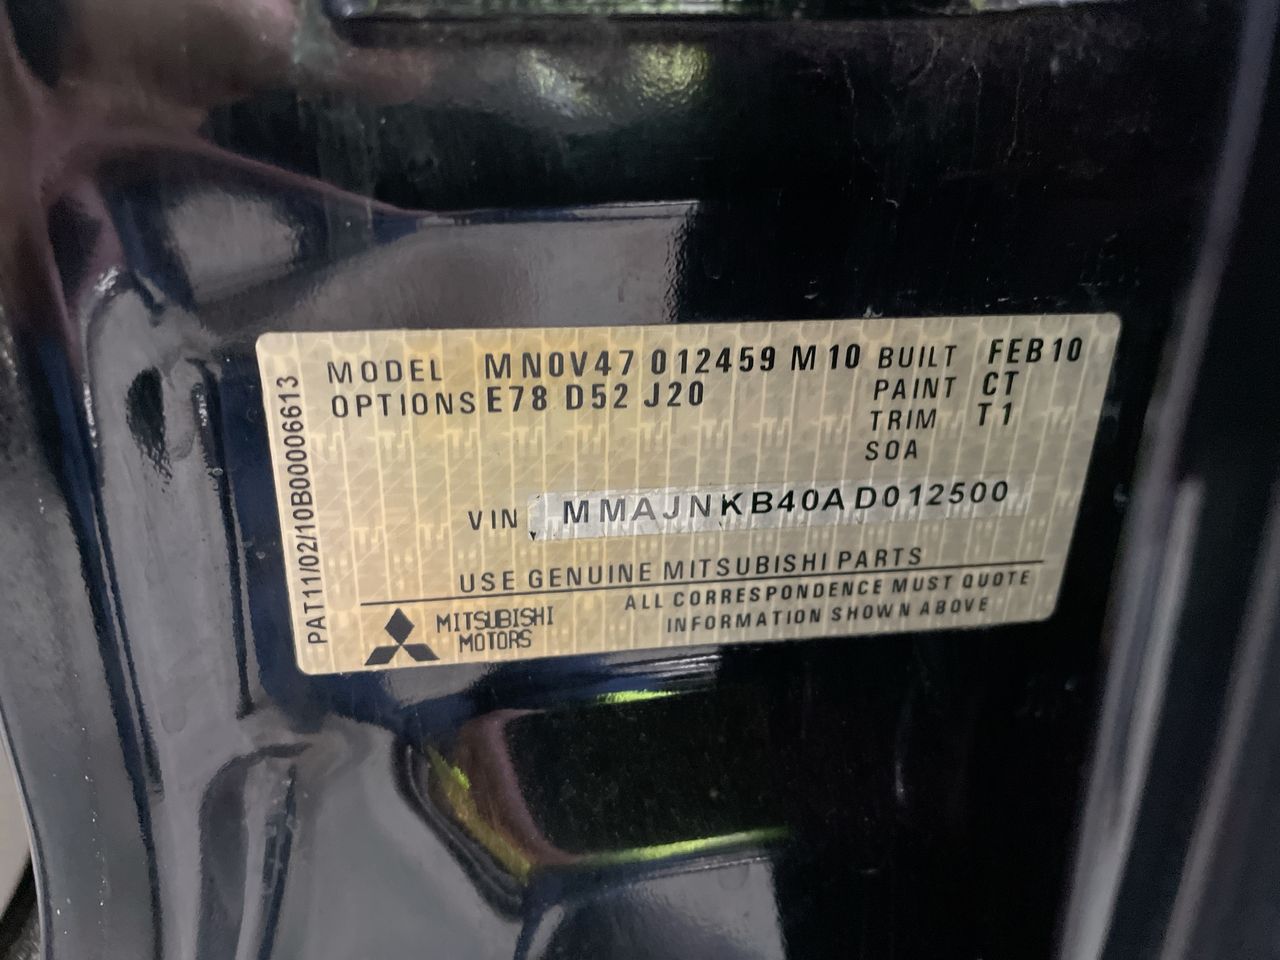 MODEL MN0V47 012459 M10 BUILT FEB10
OPTIONS E78 D52 J20 PAINT CT
TRIM T1
SOA
VIN MMAJNKB40AD012500
USE GENUINE MITSUBISHI PARTS
ALL CORRESPONDENCE MUST QUOTE
INFORMATION SHOWN ABOVE
MITSUBISHI
MOTORS
PAT11/02/10B00006613